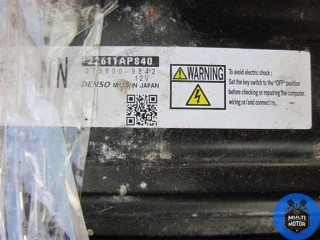 N
22611AP840
275800-9842
12V
DENSO MADE IN JAPAN
WARNING
To avoid electric shock :
Set the key switch to the "OFF" position
before checking or repairing the computer,
wiring or (and) connectors.
MULTI
MOTOR